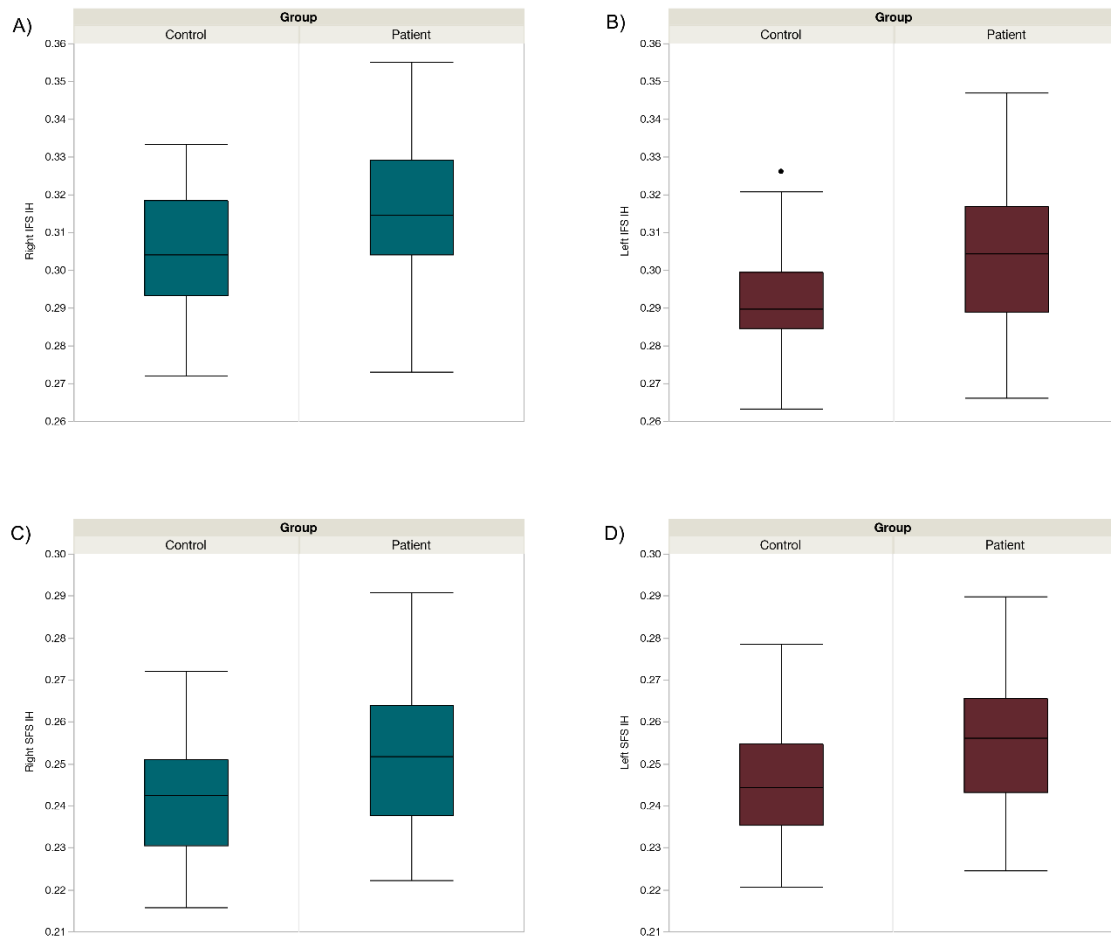 A)
Group
Control Patient
0.36
0.35
0.34
0.33
0.32
0.31
0.30
0.29
0.28
0.27
0.26
Right IFS IH
B)
Group
Control Patient
0.36
0.35
0.34
0.33
0.32
0.31
0.30
0.29
0.28
0.27
0.26
Left IFS IH
C)
Group
Control Patient
0.30
0.29
0.28
0.27
0.26
0.25
0.24
0.23
0.22
0.21
Right SFS IH
D)
Group
Control Patient
0.30
0.29
0.28
0.27
0.26
0.25
0.24
0.23
0.22
0.21
Left SFS IH